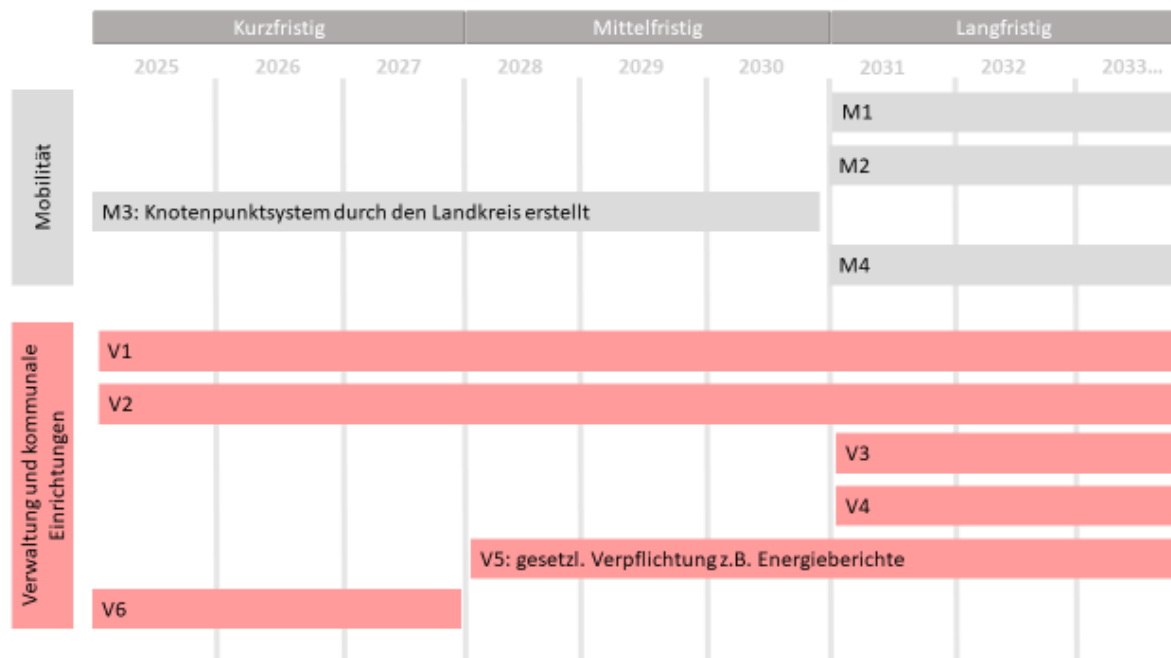 Kurzfristig Mittelfristig Langfristig
2025 2026 2027 2028 2029 2030 2031 2032 2033...
Mobilität
M1
M2
M3: Knotenpunktsystem durch den Landkreis erstellt
M4
Verwaltung und kommunale
Einrichtungen
V1
V2
V3
V4
V5: gesetzl. Verpflichtung z.B. Energieberichte
V6